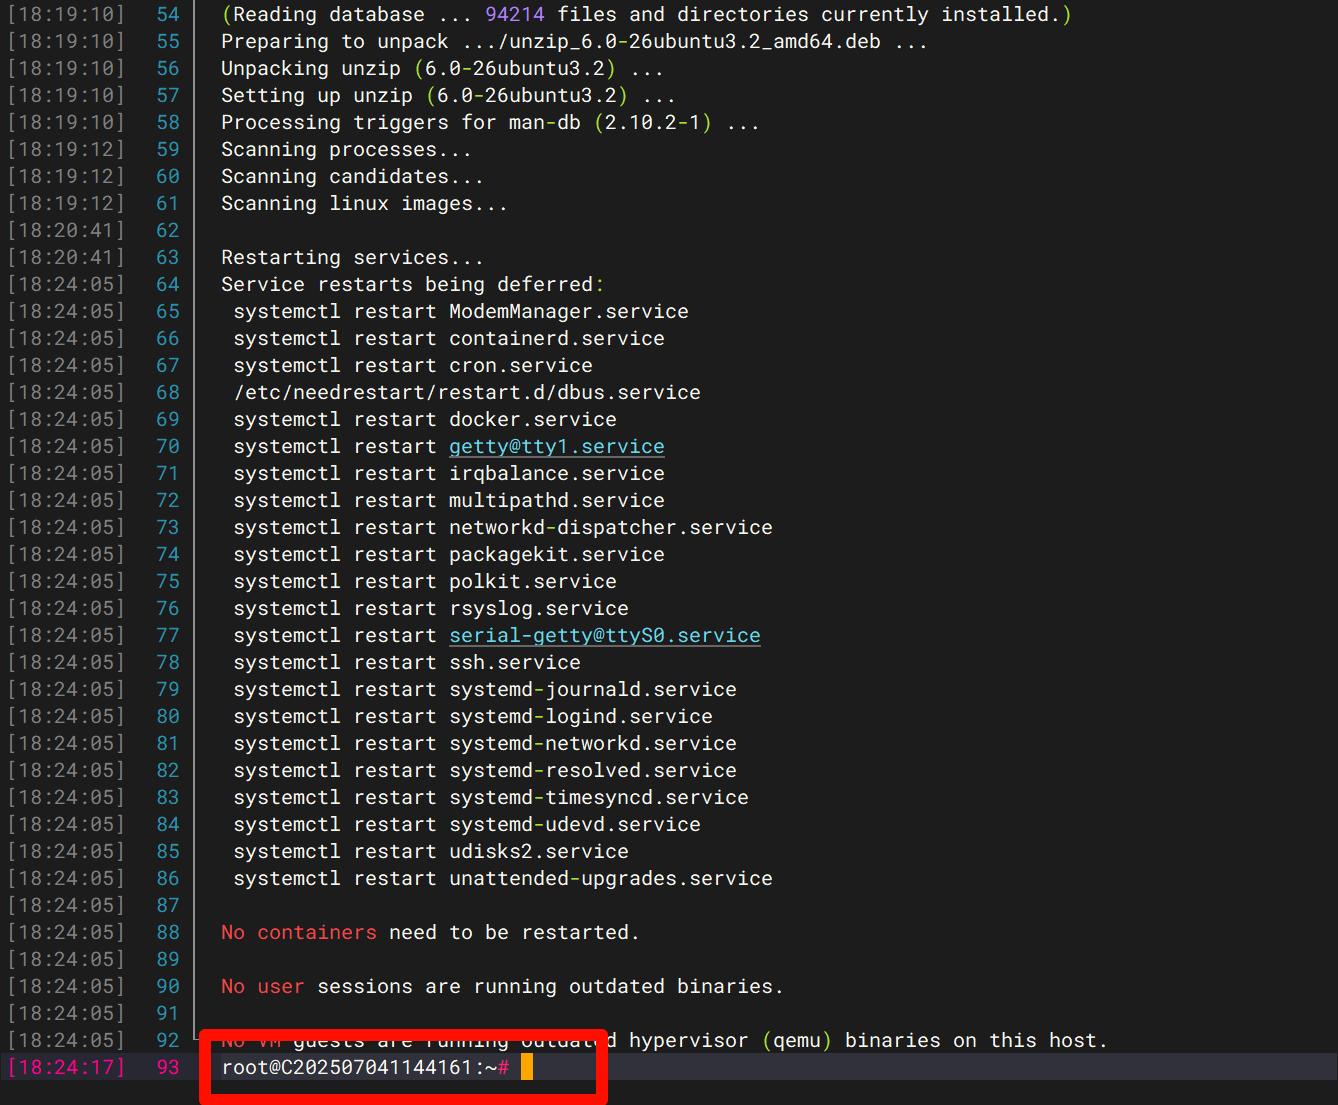 [18:19:10] 54 (Reading database ... 94214 files and directories currently installed.)
[18:19:10] 55 Preparing to unpack .../unzip_6.0-26ubuntu3.2_amd64.deb ...
[18:19:10] 56 Unpacking unzip (6.0-26ubuntu3.2) ...
[18:19:10] 57 Setting up unzip (6.0-26ubuntu3.2) ...
[18:19:10] 58 Processing triggers for man-db (2.10.2-1) ...
[18:19:12] 59 Scanning processes...
[18:19:12] 60 Scanning candidates...
[18:19:12] 61 Scanning linux images...
[18:20:41] 62
[18:20:41] 63 Restarting services...
[18:24:05] 64 Service restarts being deferred:
[18:24:05] 65 systemctl restart ModemManager.service
[18:24:05] 66 systemctl restart containerd.service
[18:24:05] 67 systemctl restart cron.service
[18:24:05] 68 /etc/needrestart/restart.d/dbus.service
[18:24:05] 69 systemctl restart docker.service
[18:24:05] 70 systemctl restart getty@tty1.service
[18:24:05] 71 systemctl restart irqbalance.service
[18:24:05] 72 systemctl restart multipathd.service
[18:24:05] 73 systemctl restart networkd-dispatcher.service
[18:24:05] 74 systemctl restart packagekit.service
[18:24:05] 75 systemctl restart polkit.service
[18:24:05] 76 systemctl restart rsyslog.service
[18:24:05] 77 systemctl restart serial-getty@ttyS0.service
[18:24:05] 78 systemctl restart ssh.service
[18:24:05] 79 systemctl restart systemd-journald.service
[18:24:05] 80 systemctl restart systemd-logind.service
[18:24:05] 81 systemctl restart systemd-networkd.service
[18:24:05] 82 systemctl restart systemd-resolved.service
[18:24:05] 83 systemctl restart systemd-timesyncd.service
[18:24:05] 84 systemctl restart systemd-udevd.service
[18:24:05] 85 systemctl restart udisks2.service
[18:24:05] 86 systemctl restart unattended-upgrades.service
[18:24:05] 87
[18:24:05] 88 No containers need to be restarted.
[18:24:05] 89
[18:24:05] 90 No user sessions are running outdated binaries.
[18:24:05] 91
[18:24:05] 92 No VM guests are running outdated hypervisor (qemu) binaries on this host.
[18:24:17] 93 root@C202507041144161:~#